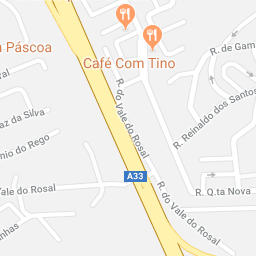 Páscoa
Café Com Tino
R. de Gam
R. do Vale do Rosal
R. Reinaldo dos Santos
az da Silva
nio do Rego
A33
Vale do Rosal
R. Q.ta Nova
R. do Vale do Rosal
nhas